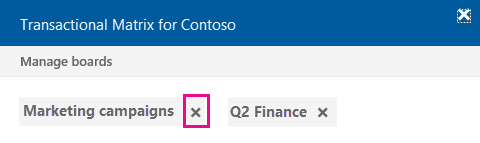 Transactional Matrix for Contoso
Manage boards
Marketing campaigns × Q2 Finance ×